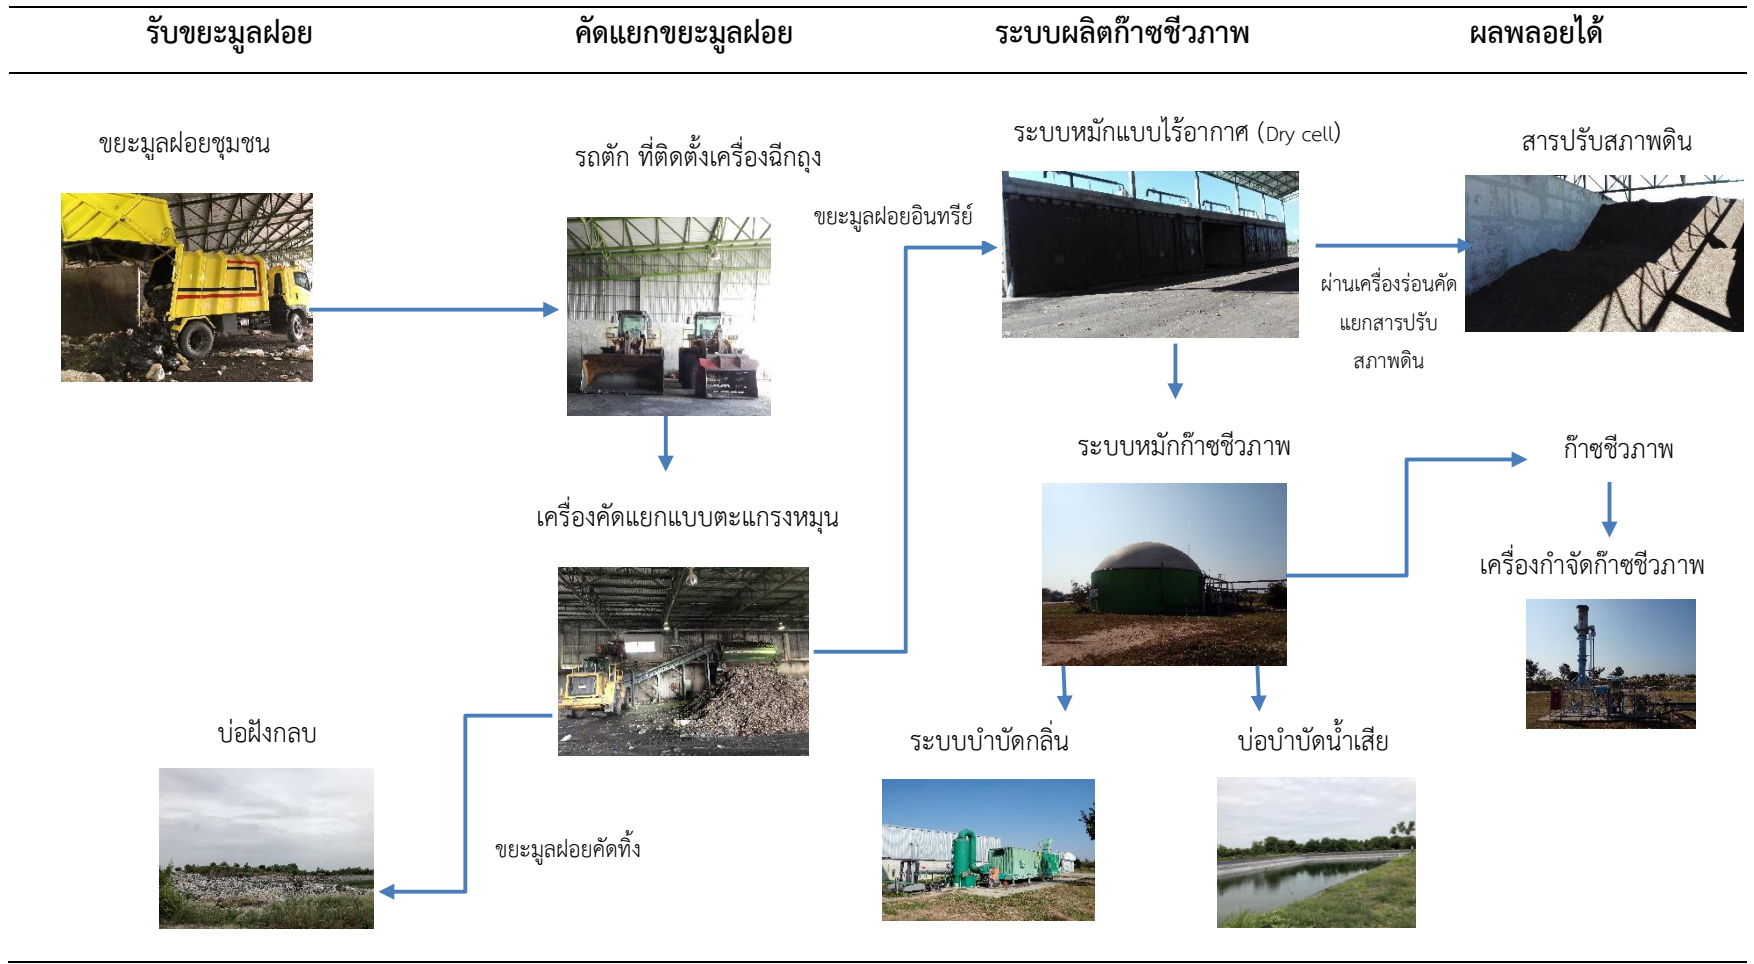 รับขยะมูลฝอย
คัดแยกขยะมูลฝอย
ระบบผลิตก๊าซชีวภาพ
ผลพลอยได้
ขยะมูลฝอยชุมชน
รถตัก ที่ติดตั้งเครื่องฉีกถุง
ขยะมูลฝอยอินทรีย์
ระบบหมักแบบไร้อากาศ (Dry cell)
สารปรับสภาพดิน
ผ่านเครื่องร่อนคัด
แยกสารปรับ
สภาพดิน
เครื่องคัดแยกแบบตะแกรงหมุน
ระบบหมักก๊าซชีวภาพ
ก๊าซชีวภาพ
เครื่องกำจัดก๊าซชีวภาพ
บ่อฝังกลบ
ขยะมูลฝอยคัดทิ้ง
ระบบบำบัดกลิ่น
บ่อบำบัดน้ำเสีย